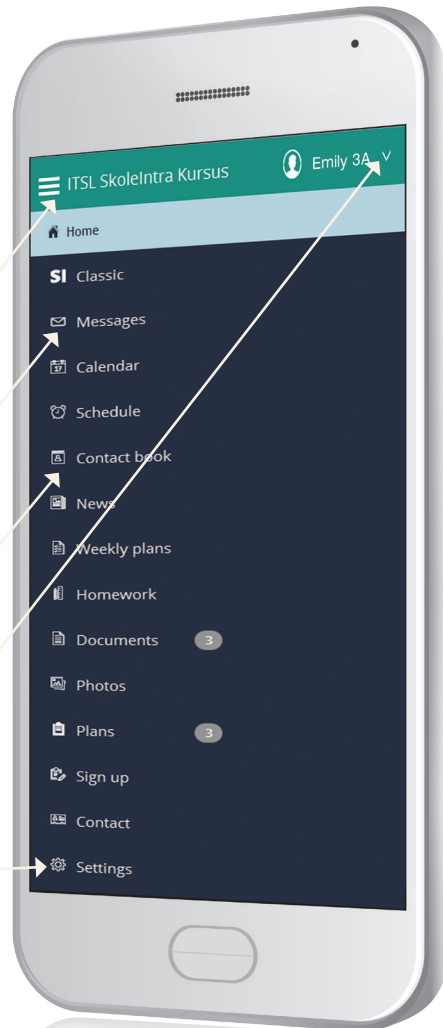 ITSL SkoleIntra Kursus
Emily 3A
Home
SI Classic
Messages
17
Calendar
Schedule
Contact book
News
Weekly plans
Homework
Documents 3
Photos
Plans 3
Sign up
Contact
Settings